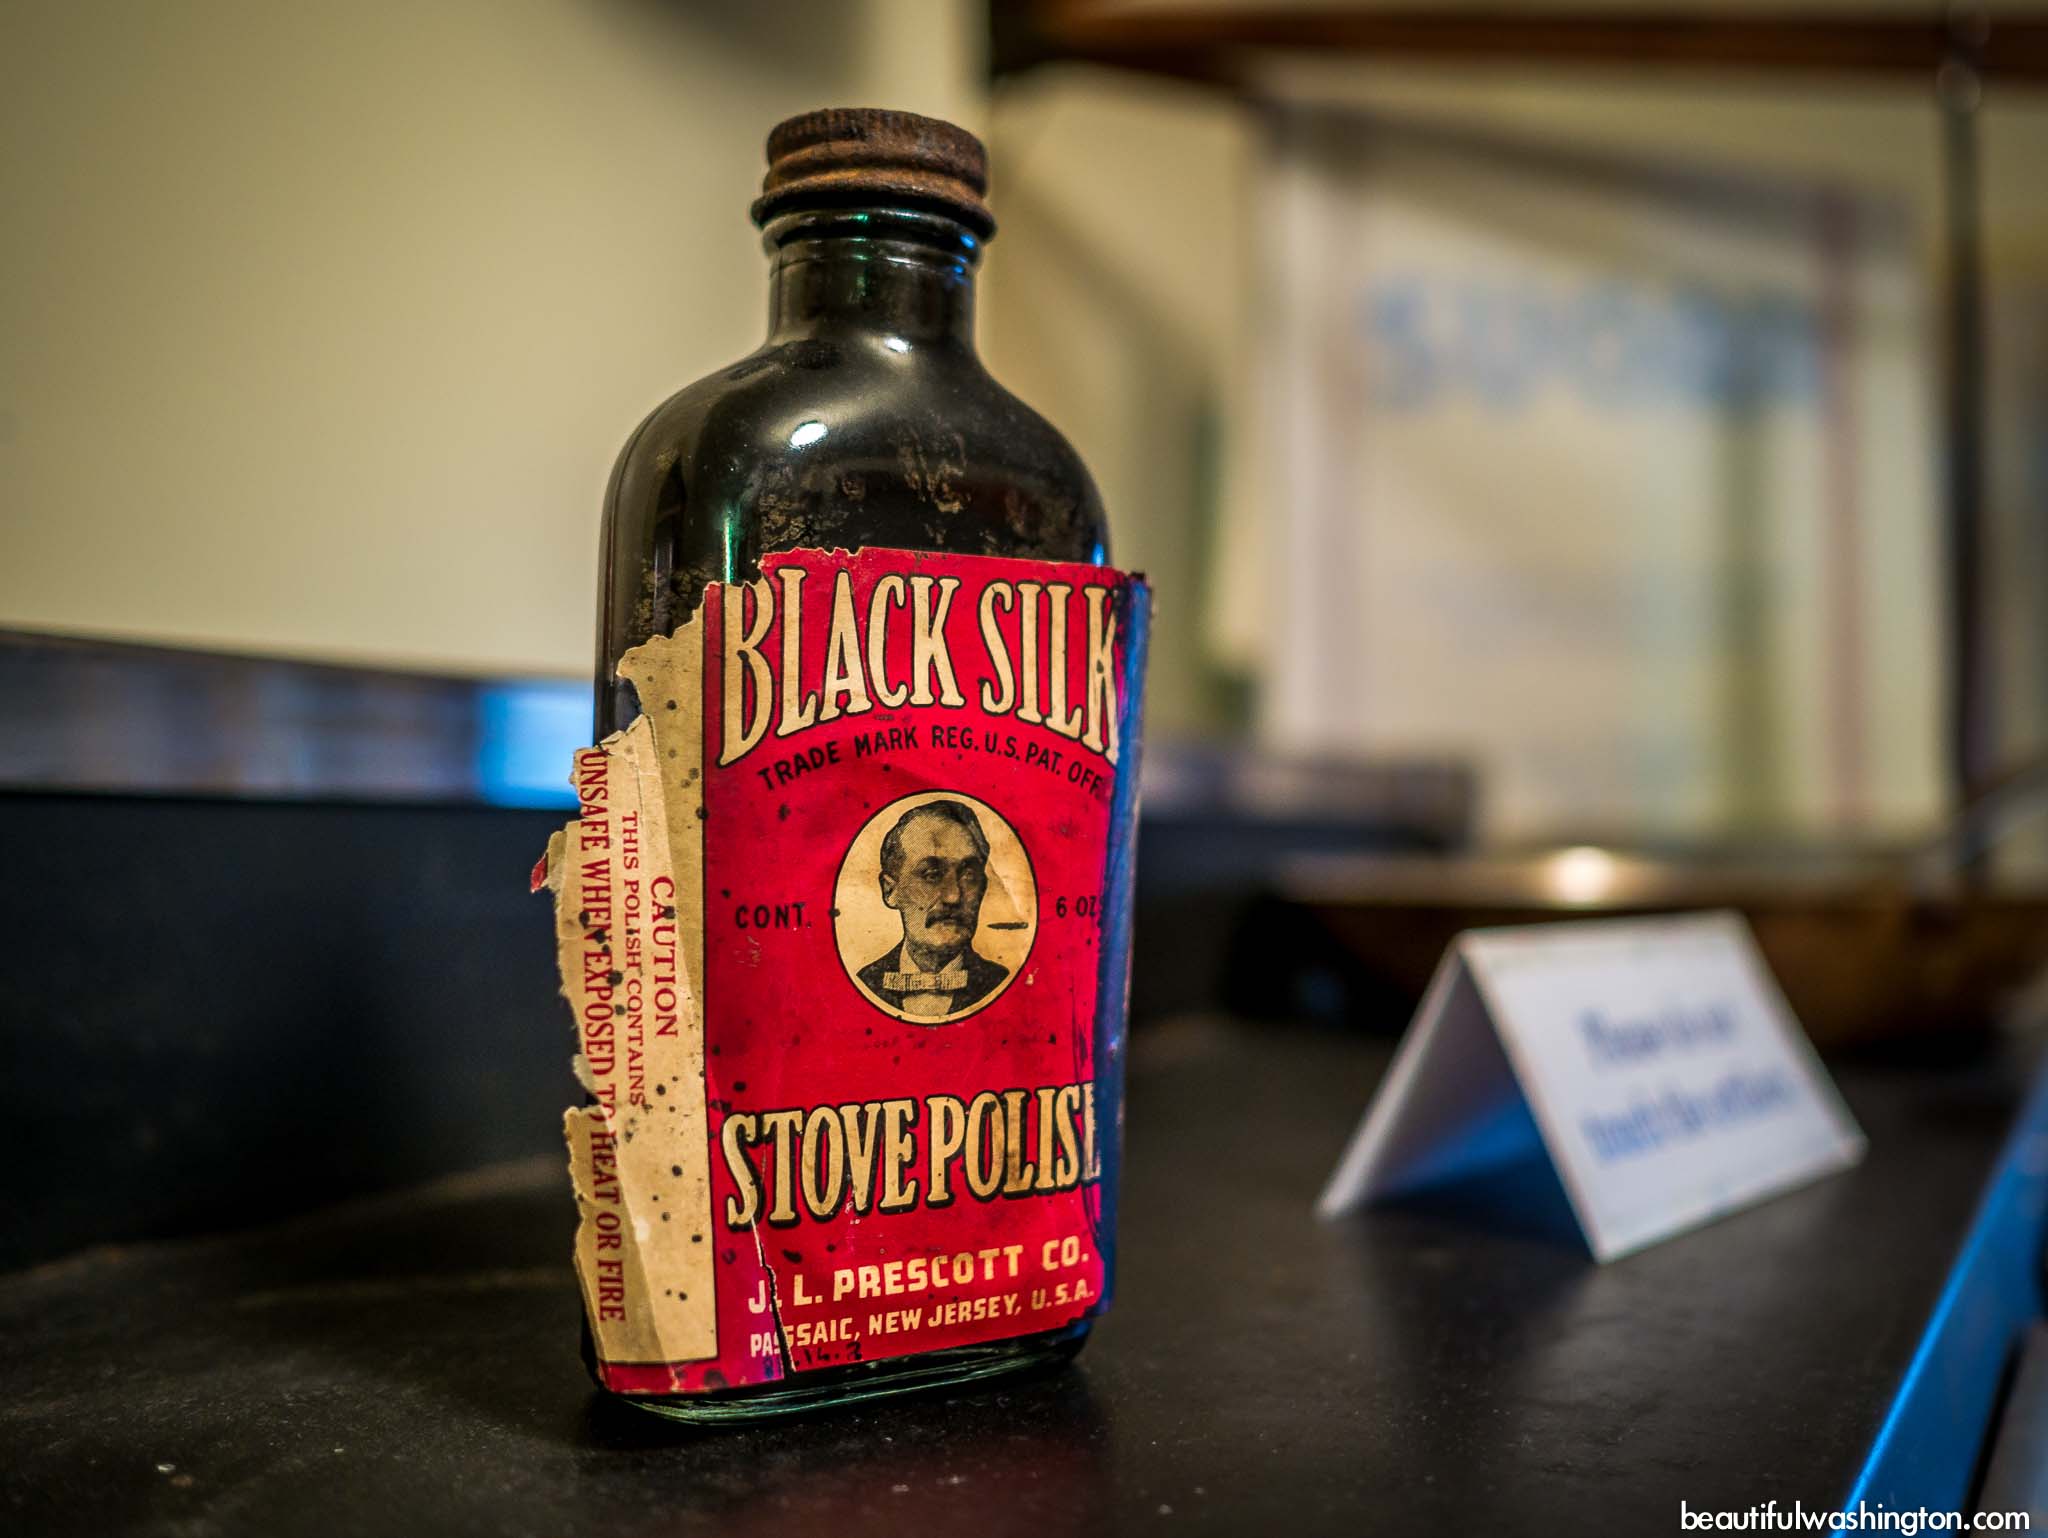 BLACK SILK
TRADE MARK REG. U.S. PAT. OFF
CONT. 6 OZ
STOVE POLISH
J. L. PRESCOTT CO.
PASSAIC, NEW JERSEY, U.S.A.
CAUTION
THIS POLISH CONTAINS
UNSAFE WHEN EXPOSED TO HEAT OR FIRE
beautifulwashington.com